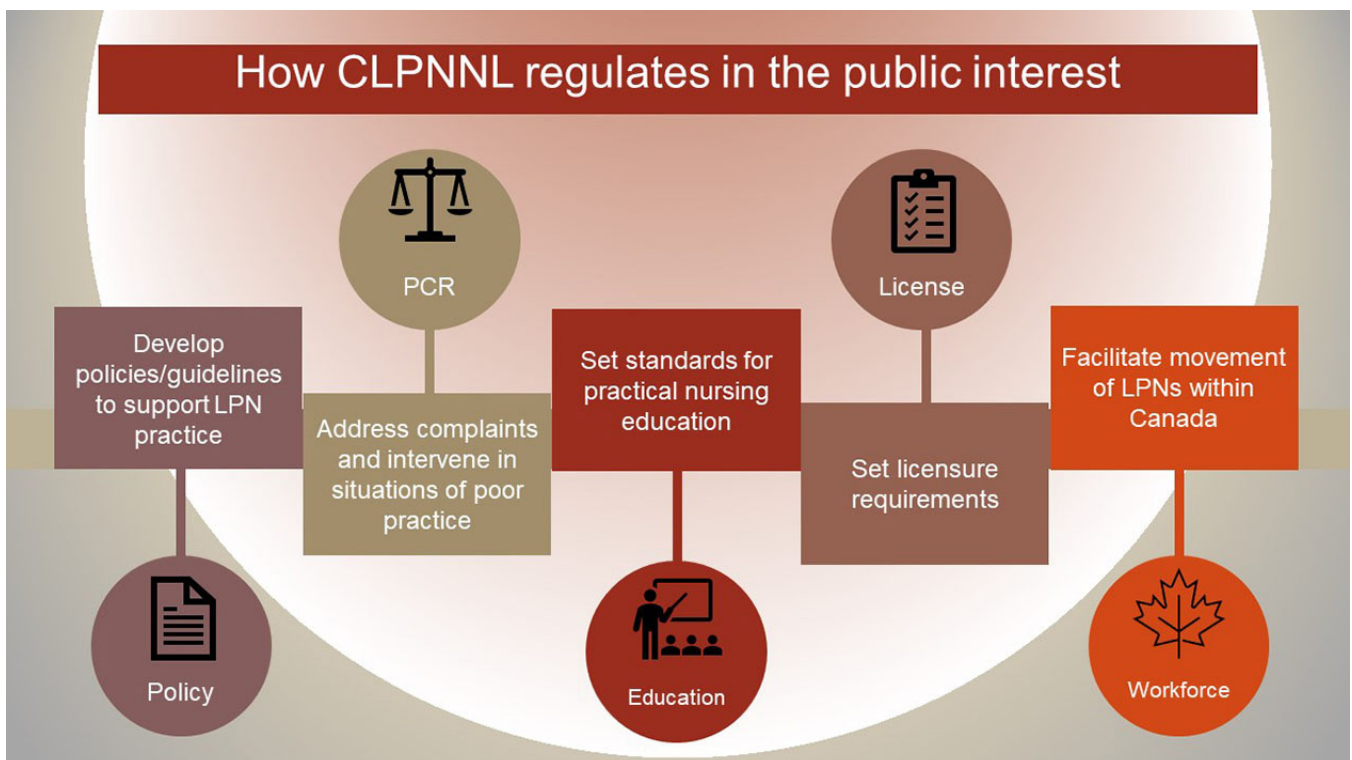 How CLPNNL regulates in the public interest
PCR
License
Develop
policies/guidelines
to support LPN
practice
Address complaints
and intervene in
situations of poor
practice
Set standards for
practical nursing
education
Set licensure
requirements
Facilitate movement
of LPNs within
Canada
Policy
Education
Workforce